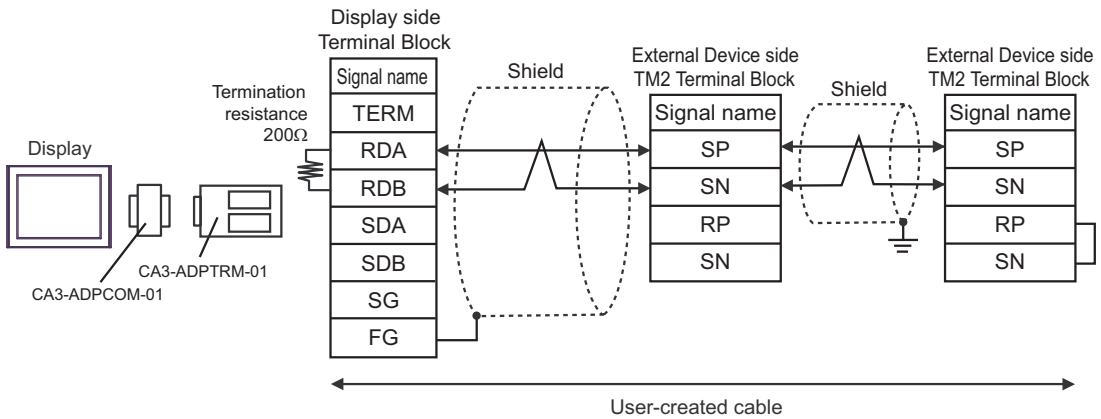 Display
CA3-ADPCOM-01
CA3-ADPTRM-01
Termination
resistance
200Ω
Display side
Terminal Block
Signal name
TERM
RDA
RDB
SDA
SDB
SG
FG
Shield
External Device side
TM2 Terminal Block
Signal name
SP
SN
RP
SN
Shield
External Device side
TM2 Terminal Block
Signal name
SP
SN
RP
SN
User-created cable